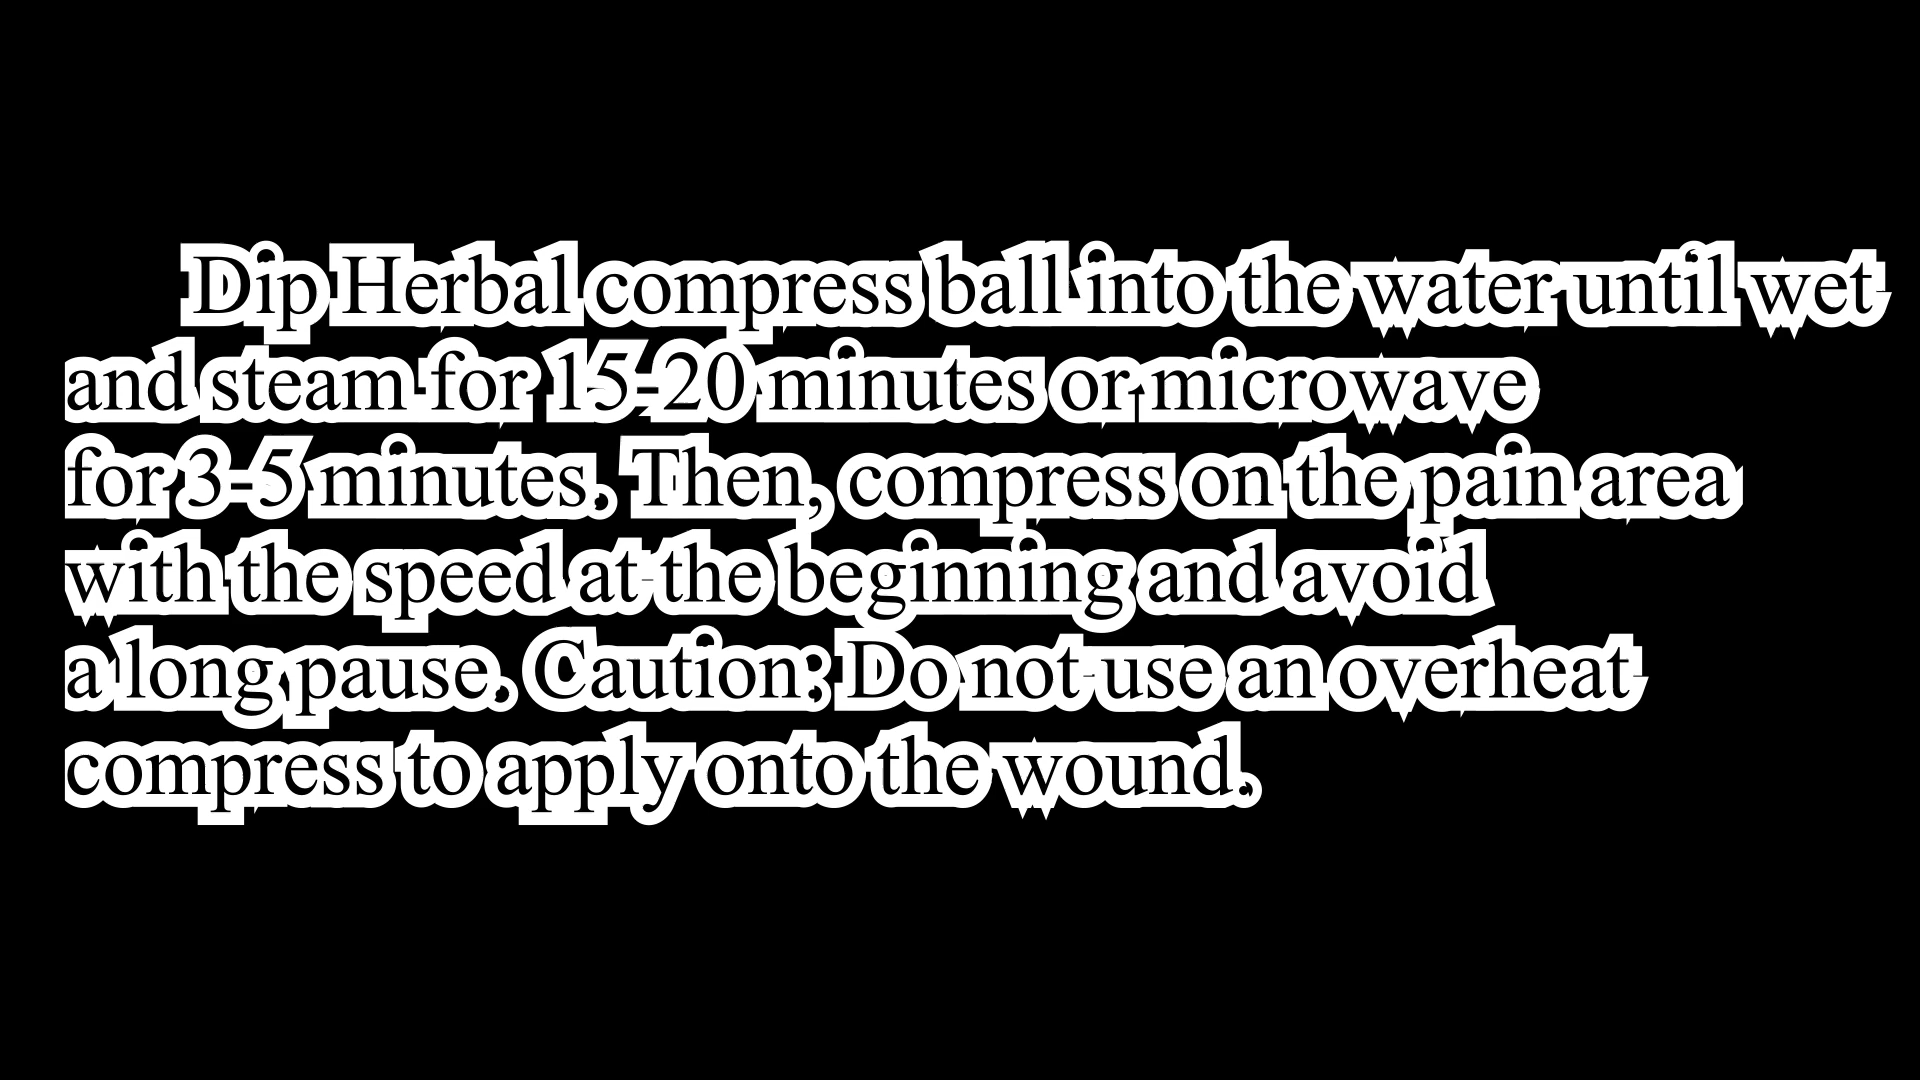 Dip Herbal compress ball into the water until wet
and steam for 15-20 minutes or microwave
for 3-5 minutes. Then, compress on the pain area
with the speed at the beginning and avoid
a long pause. Caution: Do not use an overheat
compress to apply onto the wound.